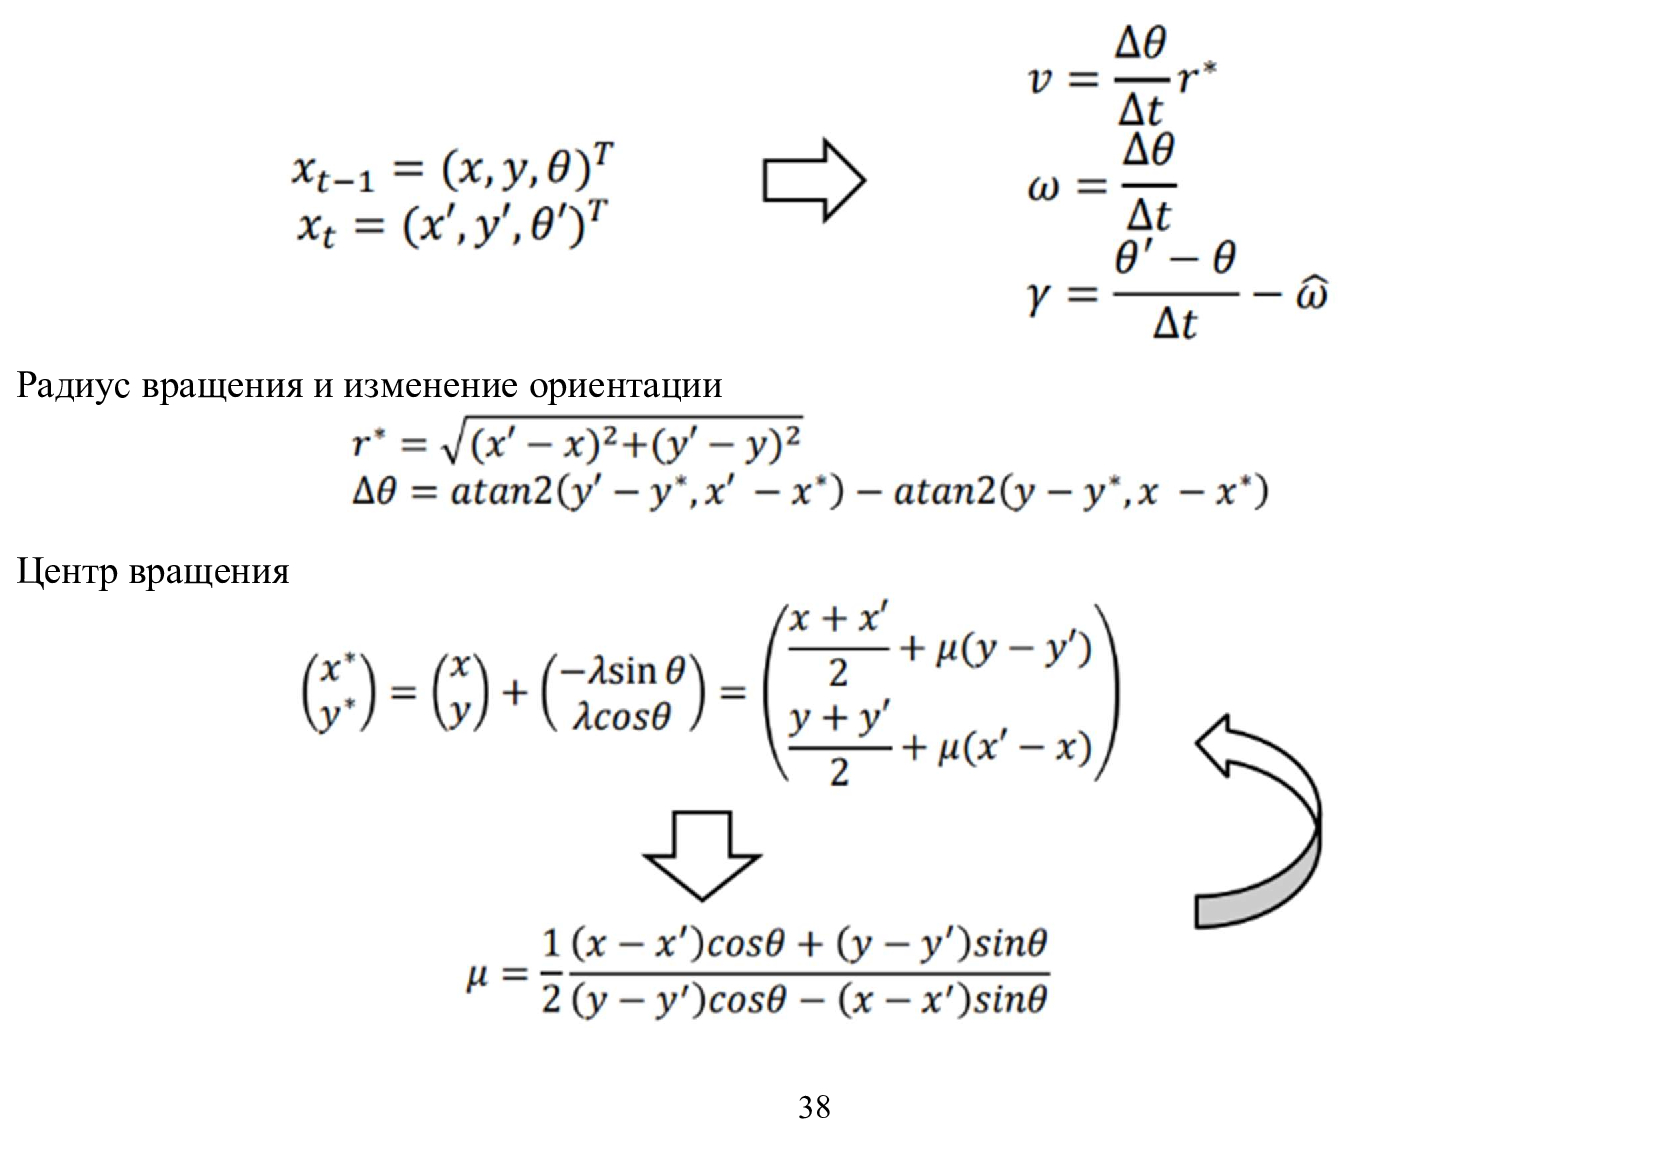 x_{t−1} = (x, y, θ)^T
x_t = (x′, y′, θ′)^T
v = Δθ/Δt r*
ω = Δθ/Δt
γ = (θ′ − θ)/Δt − ω̂
Радиус вращения и изменение ориентации
r* = √((x′ − x)²+(y′ − y)²)
Δθ = atan2(y′ − y*, x′ − x*) − atan2(y − y*, x − x*)
Центр вращения
(x* y*) = (x y) + (−λsin θ λcosθ) = ((x + x′)/2 + μ(y − y′) (y + y′)/2 + μ(x′ − x))
μ = 1/2 ((x − x′)cosθ + (y − y′)sinθ)/((y − y′)cosθ − (x − x′)sinθ)
38